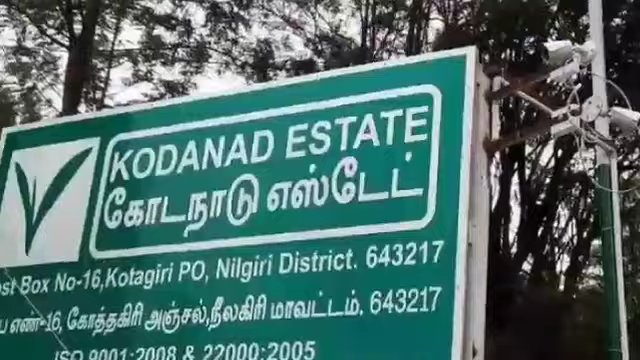 KODANAD ESTATE
கோடநாடு எஸ்டேட்
Box No-16,Kotagiri PO, Nilgiri District. 643217
எண்-16, கோத்தகிரி அஞ்சல்,நீலகிரி மாவட்டம். 643217
ISO 9001:2008 & 22000:2005